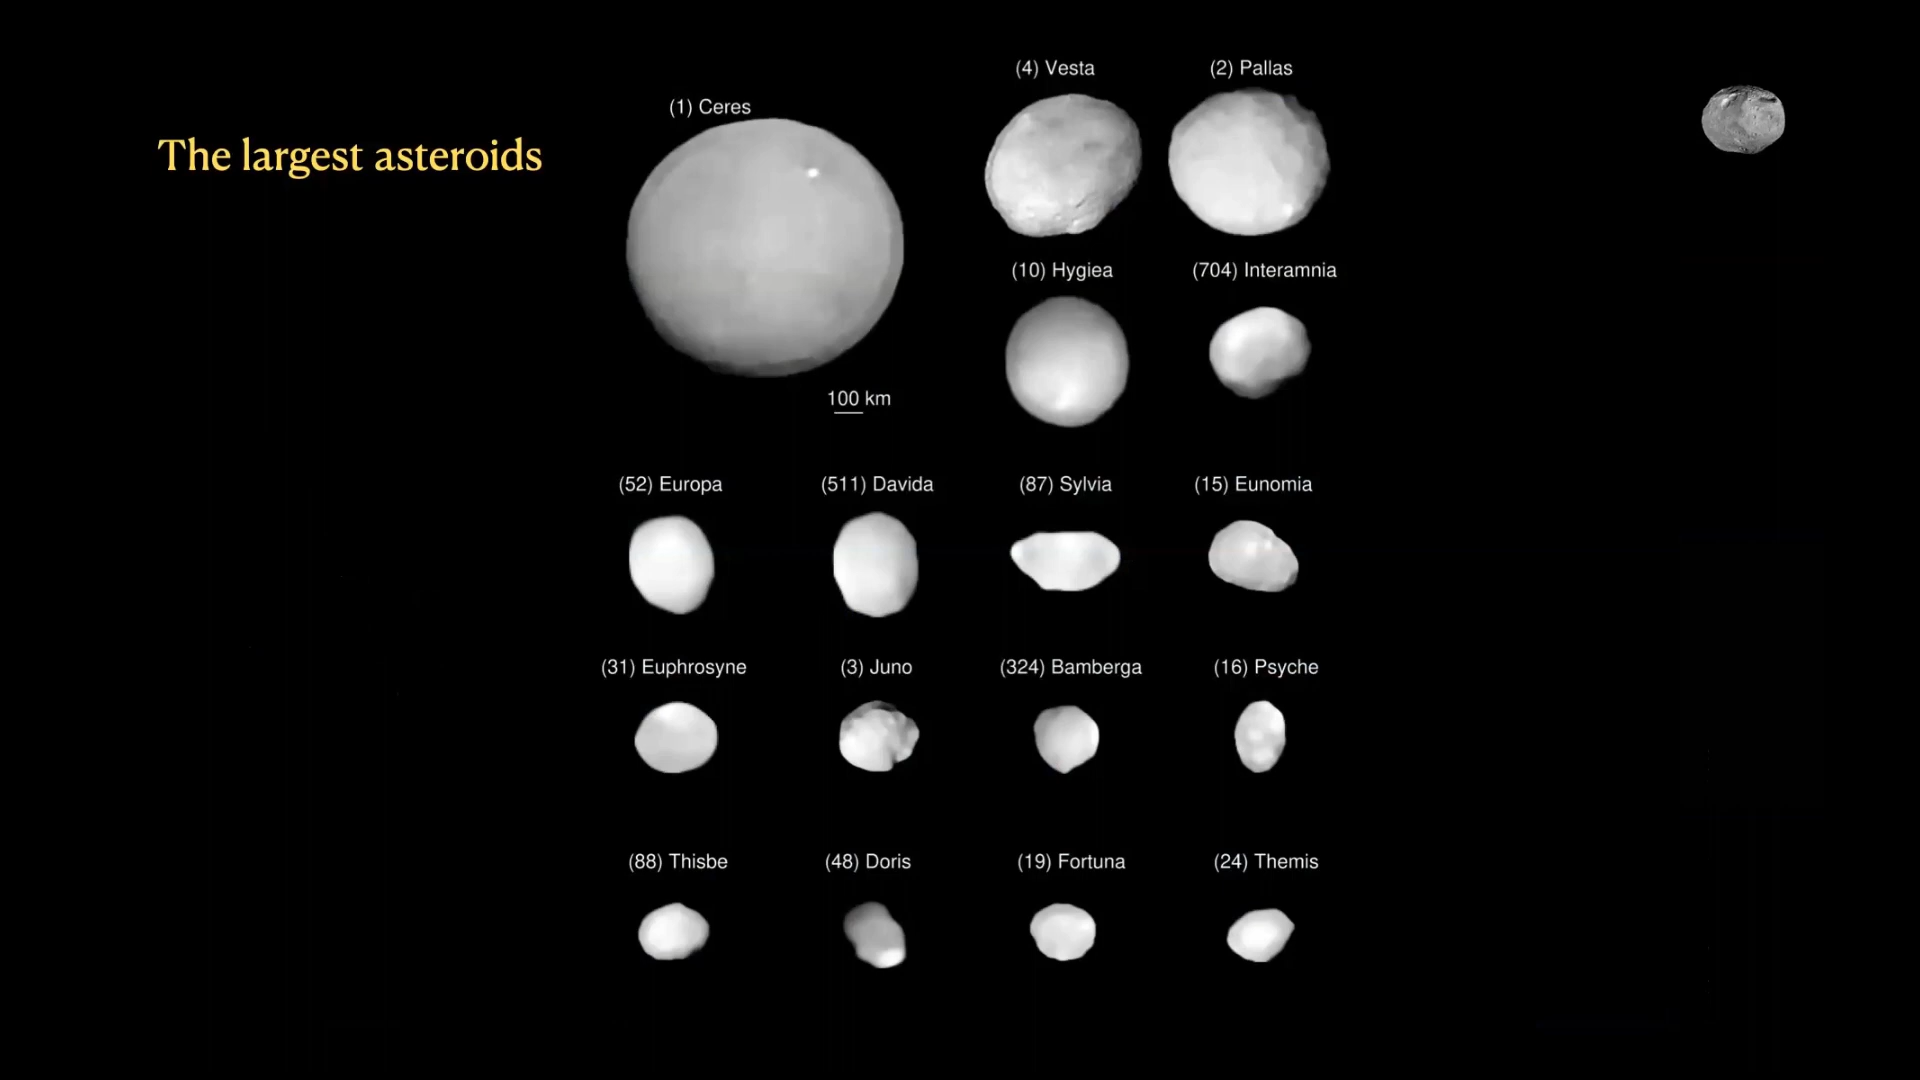 The largest asteroids
(1) Ceres
(4) Vesta
(2) Pallas
(10) Hygiea
(704) Interamnia
100 km
(52) Europa
(511) Davida
(87) Sylvia
(15) Eunomia
(31) Euphrosyne
(3) Juno
(324) Bamberga
(16) Psyche
(88) Thisbe
(48) Doris
(19) Fortuna
(24) Themis